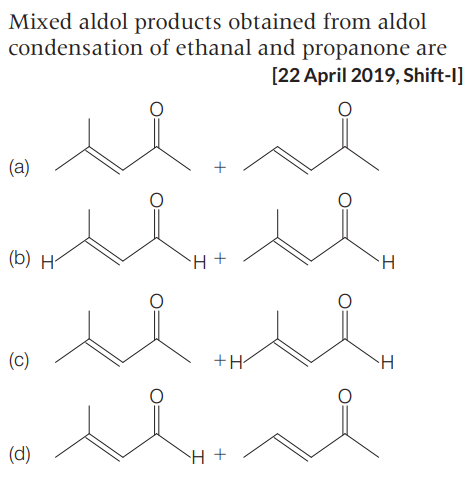 Mixed aldol products obtained from aldol
condensation of ethanal and propanone are
[22 April 2019, Shift-I]
O O
(a) +
O O
(b) H H + H
O O
(c) + H H
O O
(d) H +